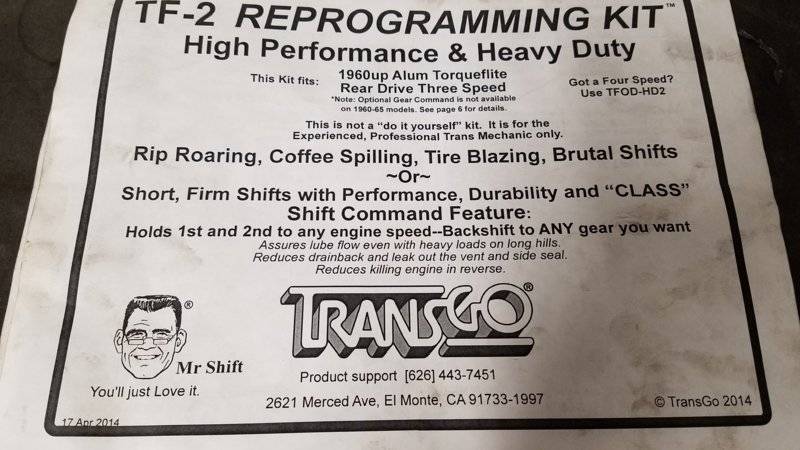 TF-2 REPROGRAMMING KIT™
High Performance & Heavy Duty
This Kit fits:
1960up Alum Torqueflite
Rear Drive Three Speed
*Note: Optional Gear Command is not available
on 1960-65 models. See page 6 for details.
Got a Four Speed?
Use TFOD-HD2
This is not a “do it yourself” kit. It is for the
Experienced, Professional Trans Mechanic only.
Rip Roaring, Coffee Spilling, Tire Blazing, Brutal Shifts
~Or~
Short, Firm Shifts with Performance, Durability and “CLASS”
Shift Command Feature:
Holds 1st and 2nd to any engine speed--Backshift to ANY gear you want
Assures lube flow even with heavy loads on long hills.
Reduces drainback and leak out the vent and side seal.
Reduces killing engine in reverse.
®
Mr Shift
You'll just Love it.
TRANSGO®
Product support [626] 443-7451
2621 Merced Ave, El Monte, CA 91733-1997
17 Apr 2014
© TransGo 2014